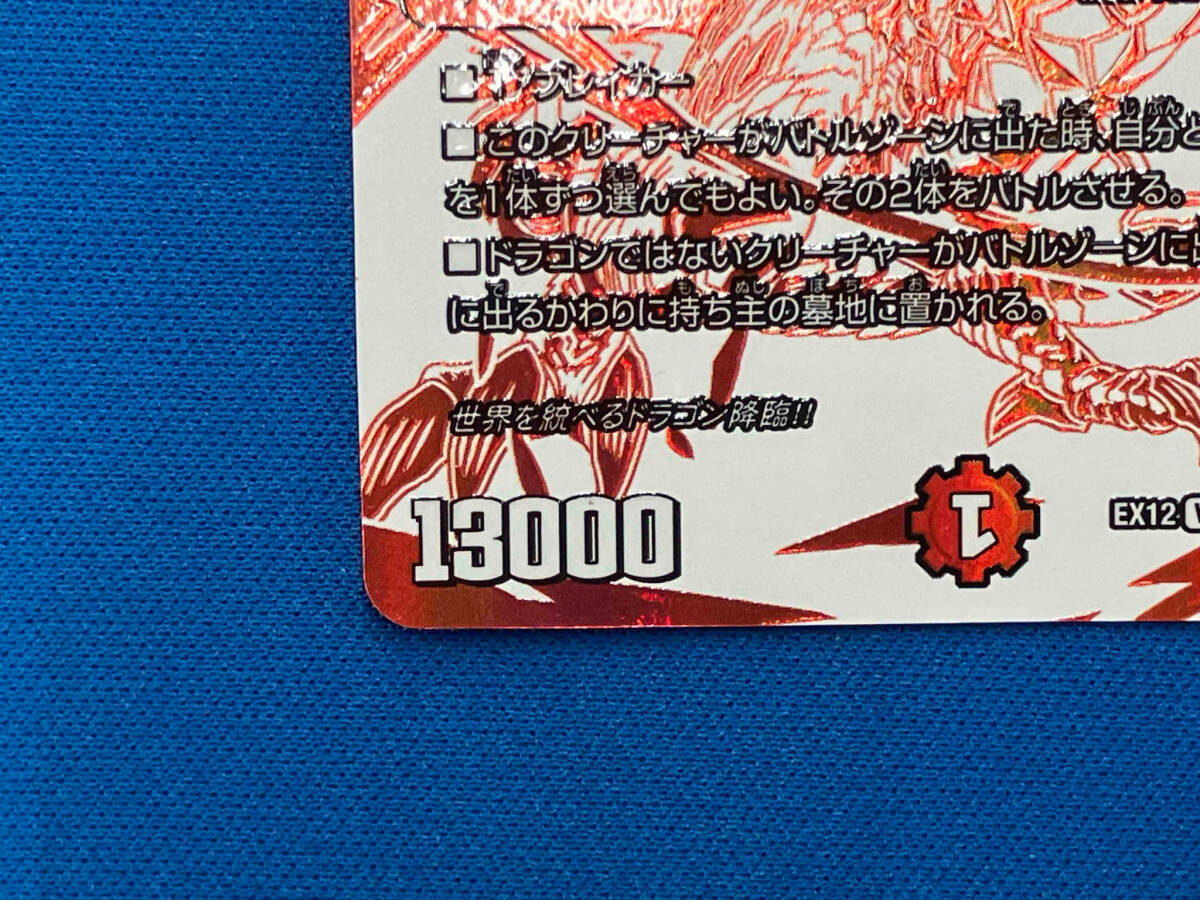 ■T・ブレイカー
■このクリーチャーがバトルゾーンに出た時、自分と
を1体ずつ選んでもよい。その2体をバトルさせる。
■ドラゴンではないクリーチャーがバトルゾーンに
に出るかわりに持ち主の墓地に置かれる。
世界を統べるドラゴン降臨!!
13000
1
EX12